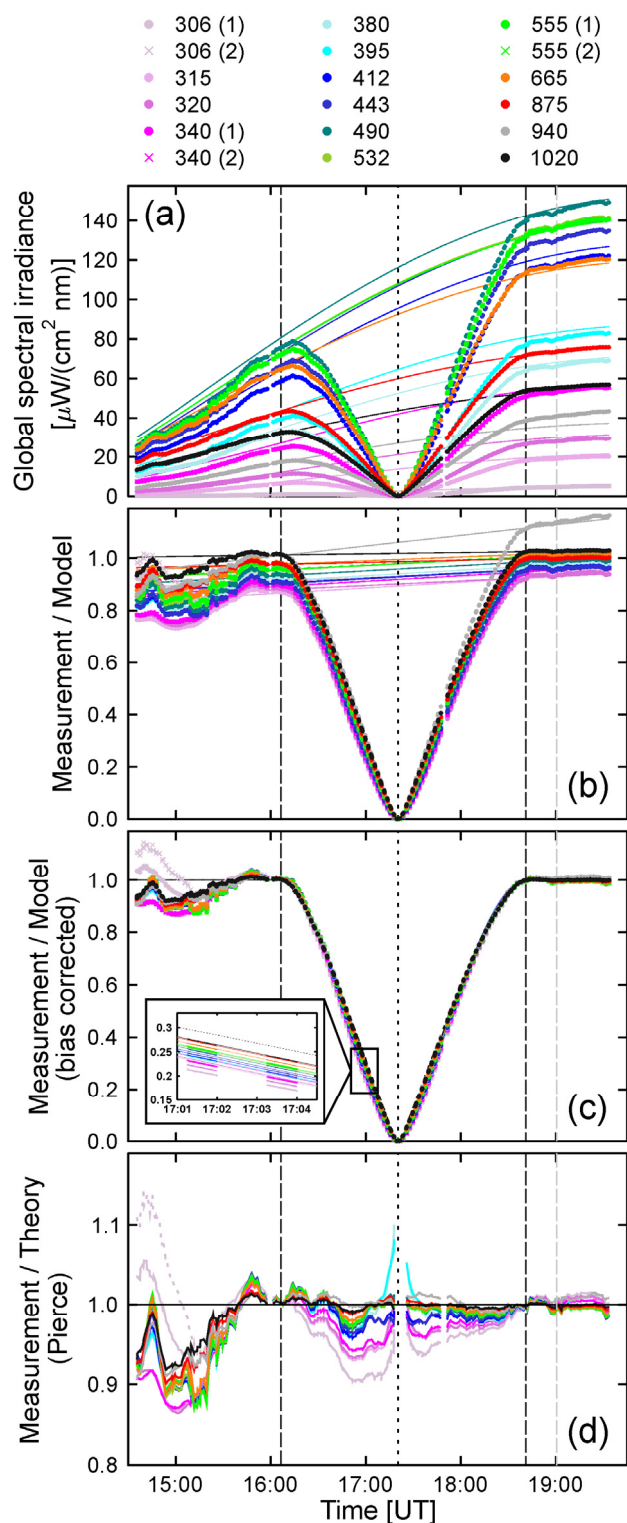 306 (1) 380 555 (1)
306 (2) 395 555 (2)
315 412 665
320 443 875
340 (1) 490 940
340 (2) 532 1020
(a)
Global spectral irradiance
[µW/(cm² nm)]
140
120
100
80
60
40
20
0
(b)
Measurement / Model
1.0
0.8
0.6
0.4
0.2
0.0
(c)
Measurement / Model
(bias corrected)
1.0
0.8
0.6
0.4
0.2
0.0
0.3
0.25
0.2
0.15
17:01 17:02 17:03 17:04
(d)
Measurement / Theory
(Pierce)
1.1
1.0
0.9
0.8
15:00 16:00 17:00 18:00 19:00
Time [UT]